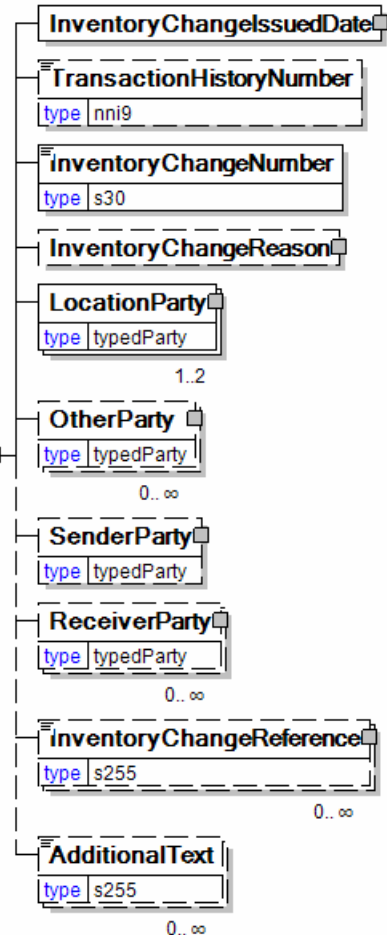 InventoryChangeIssuedDate
TransactionHistoryNumber
type nni9
InventoryChangeNumber
type s30
InventoryChangeReason
LocationParty
type typedParty
1..2
OtherParty
type typedParty
0.. ∞
SenderParty
type typedParty
ReceiverParty
type typedParty
0.. ∞
InventoryChangeReference
type s255
0.. ∞
AdditionalText
type s255
0.. ∞